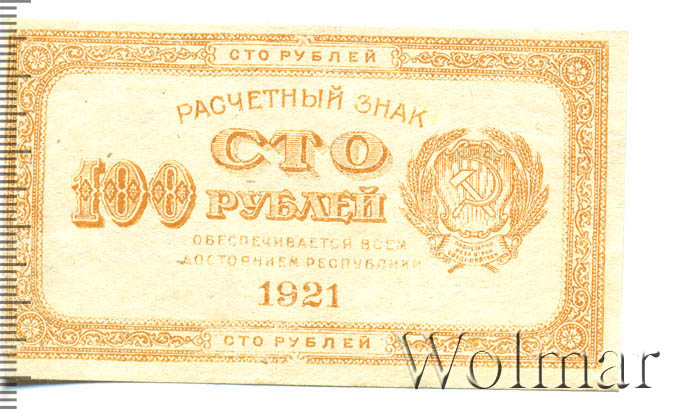 СТО РУБЛЕЙ
РАСЧЕТНЫЙ ЗНАК
СТО
100 РУБЛЕЙ
ОБЕСПЕЧИВАЕТСЯ ВСЕМ
ДОСТОЯНИЕМ РЕСПУБЛИКИ
1921
СТО РУБЛЕЙ
Wolmar